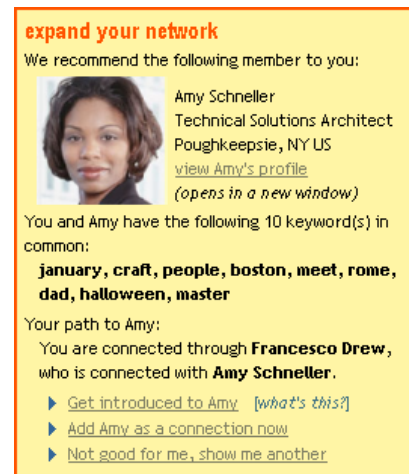 expand your network
We recommend the following member to you:
Amy Schneller
Technical Solutions Architect
Poughkeepsie, NY US
view Amy's profile
(opens in a new window)
You and Amy have the following 10 keyword(s) in
common:
january, craft, people, boston, meet, rome,
dad, halloween, master
Your path to Amy:
You are connected through Francesco Drew,
who is connected with Amy Schneller.
Get introduced to Amy [what's this?]
Add Amy as a connection now
Not good for me, show me another